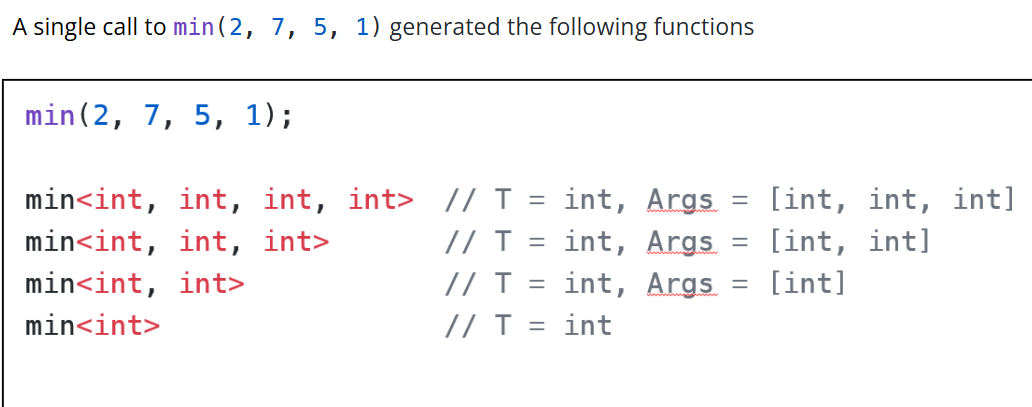 A single call to min(2, 7, 5, 1) generated the following functions
min(2, 7, 5, 1);
min<int, int, int, int> // T = int, Args = [int, int, int]
min<int, int, int> // T = int, Args = [int, int]
min<int, int> // T = int, Args = [int]
min<int> // T = int